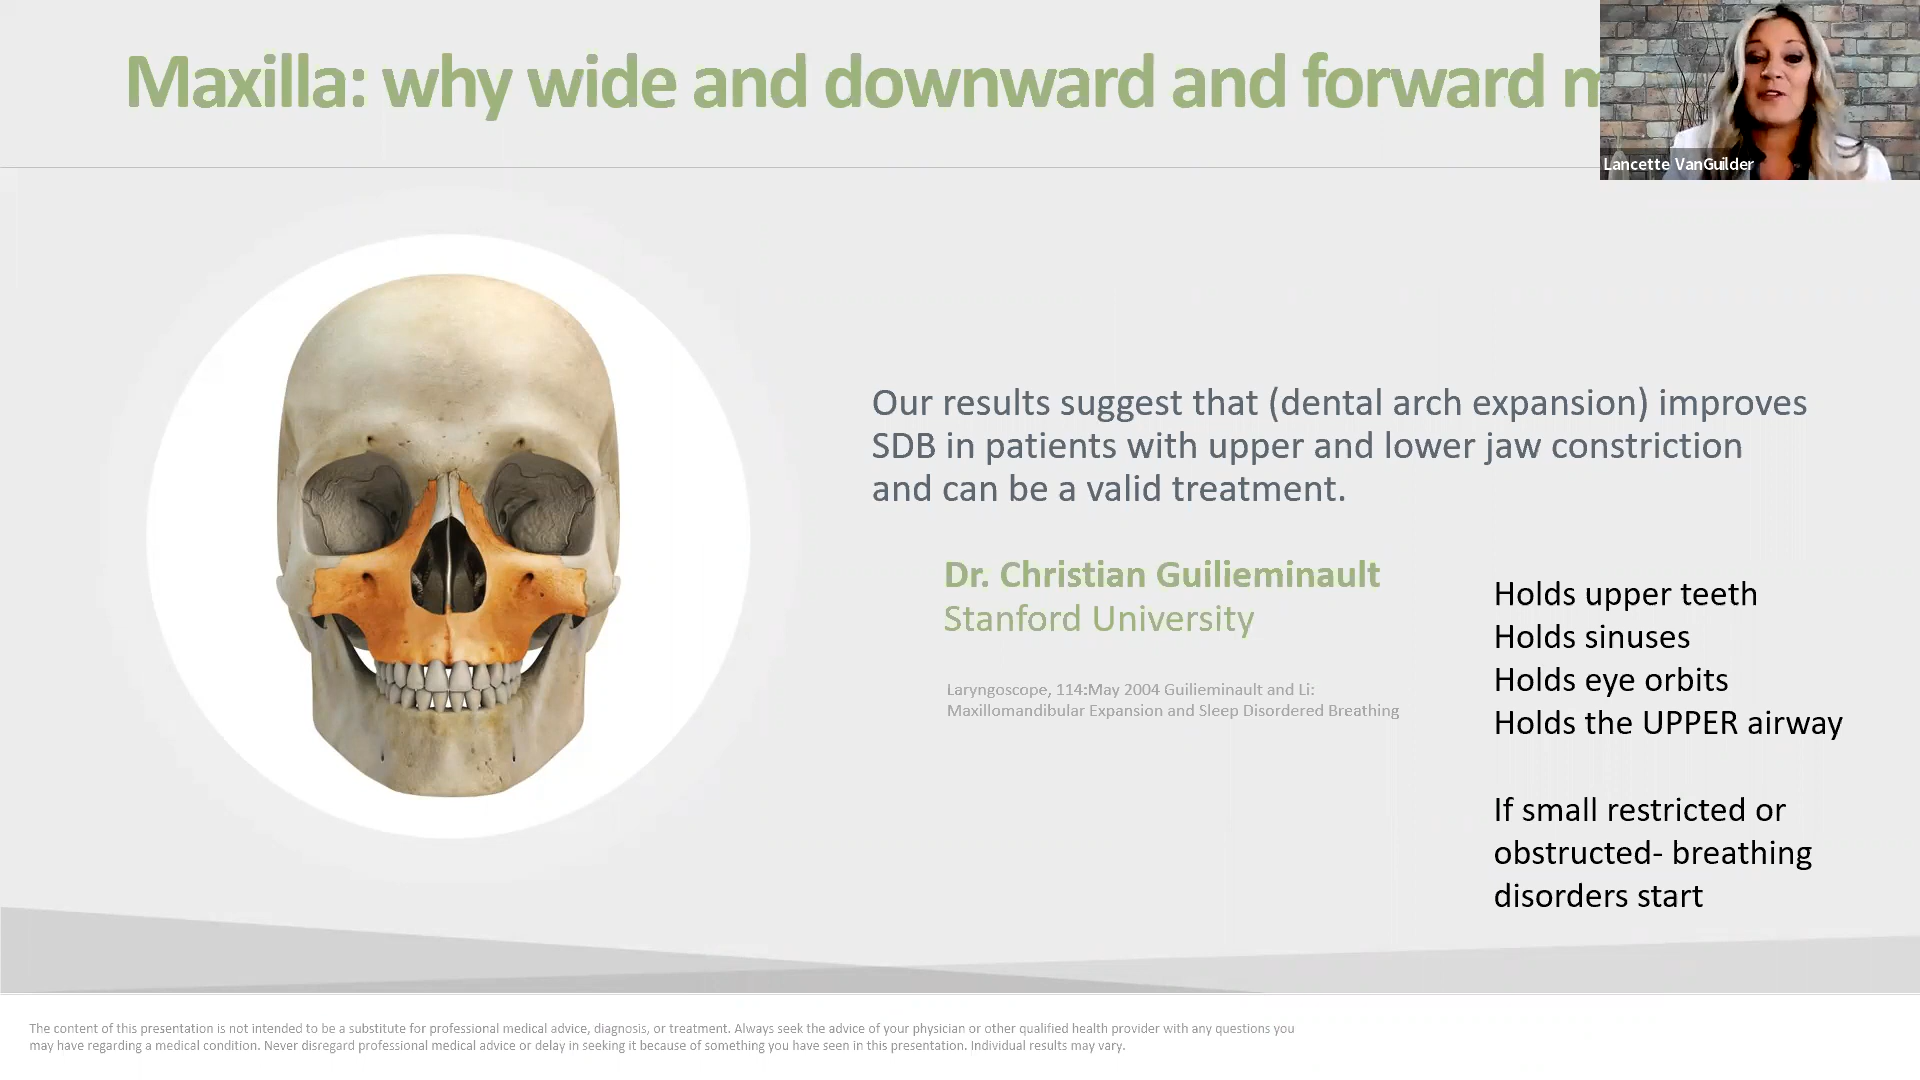 Maxilla: why wide and downward and forward
Lancette VanGuilder
Our results suggest that (dental arch expansion) improves
SDB in patients with upper and lower jaw constriction
and can be a valid treatment.
Dr. Christian Guilieminault
Stanford University
Laryngoscope, 114:May 2004 Guilieminault and Li:
Maxillomandibular Expansion and Sleep Disordered Breathing
Holds upper teeth
Holds sinuses
Holds eye orbits
Holds the UPPER airway
If small restricted or
obstructed- breathing
disorders start
The content of this presentation is not intended to be a substitute for professional medical advice, diagnosis, or treatment. Always seek the advice of your physician or other qualified health provider with any questions you
may have regarding a medical condition. Never disregard professional medical advice or delay in seeking it because of something you have seen in this presentation. Individual results may vary.